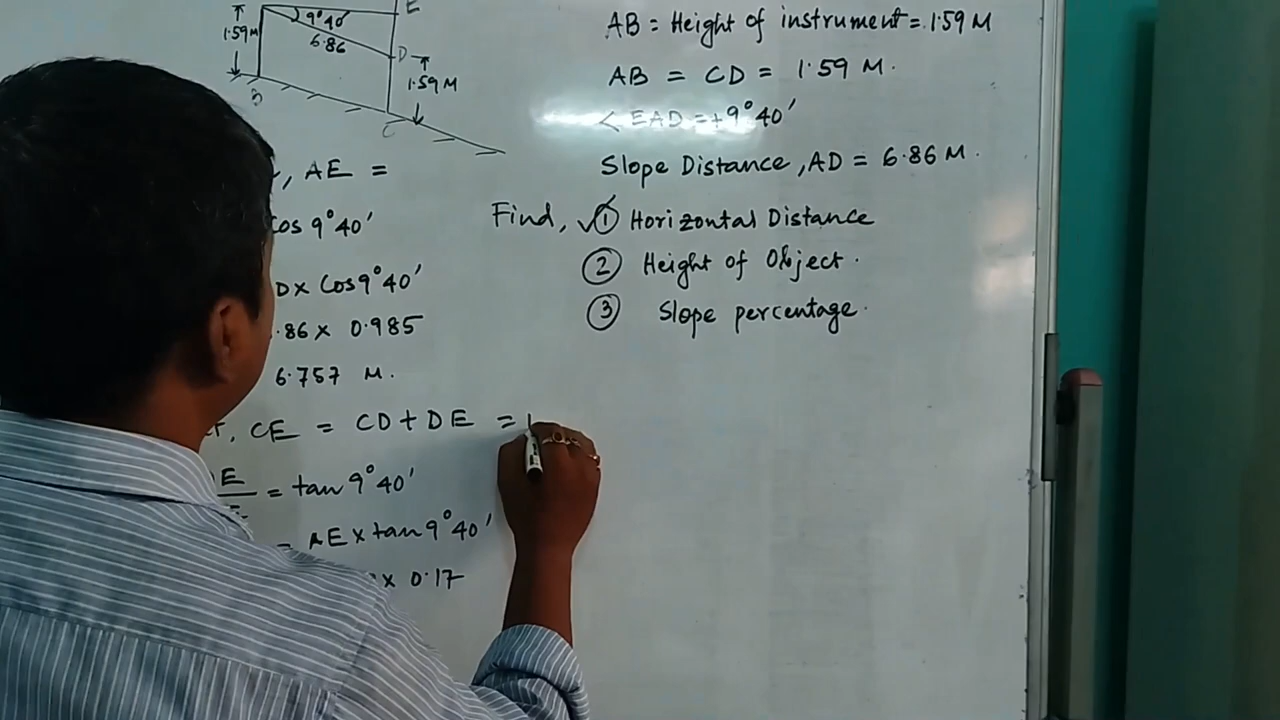 E
9°40'
1.59M
6.86
D
1.59 M
B
C
, AE =
Cos 9°40'
D x Cos 9°40'
.86 x 0.985
6.757 M.
, CE = CD + DE =
E = tan 9°40'
= AE x tan 9°40'
x 0.17
AB = Height of instrument = 1.59 M
AB = CD = 1.59 M.
< EAD = +9°40'
Slope Distance, AD = 6.86 M.
Find, ✓① Horizontal Distance
② Height of Object.
③ Slope percentage.